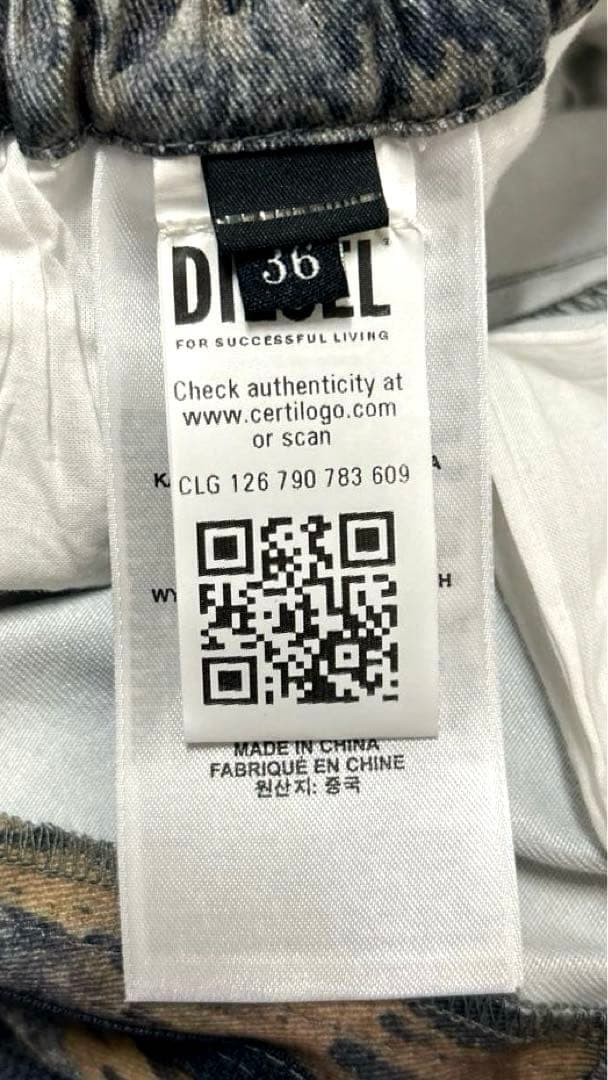 36
DIESEL
FOR SUCCESSFUL LIVING
Check authenticity at
www.certilogo.com
or scan
CLG 126 790 783 609
MADE IN CHINA
FABRIQUÉ EN CHINE
원산지: 중국